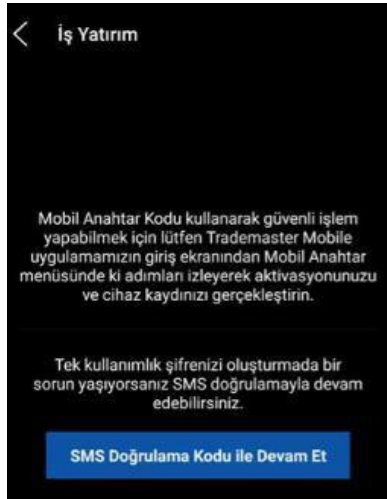 İş Yatırım
Mobil Anahtar Kodu kullanarak güvenli işlem
yapabilmek için lütfen Trademaster Mobile
uygulamamızın giriş ekranından Mobil Anahtar
menüsünde ki adımları izleyerek aktivasyonunuzu
ve cihaz kaydınızı gerçekleştirin.
Tek kullanımlık şifrenizi oluşturmada bir
sorun yaşıyorsanız SMS doğrulamayla devam
edebilirsiniz.
SMS Doğrulama Kodu ile Devam Et